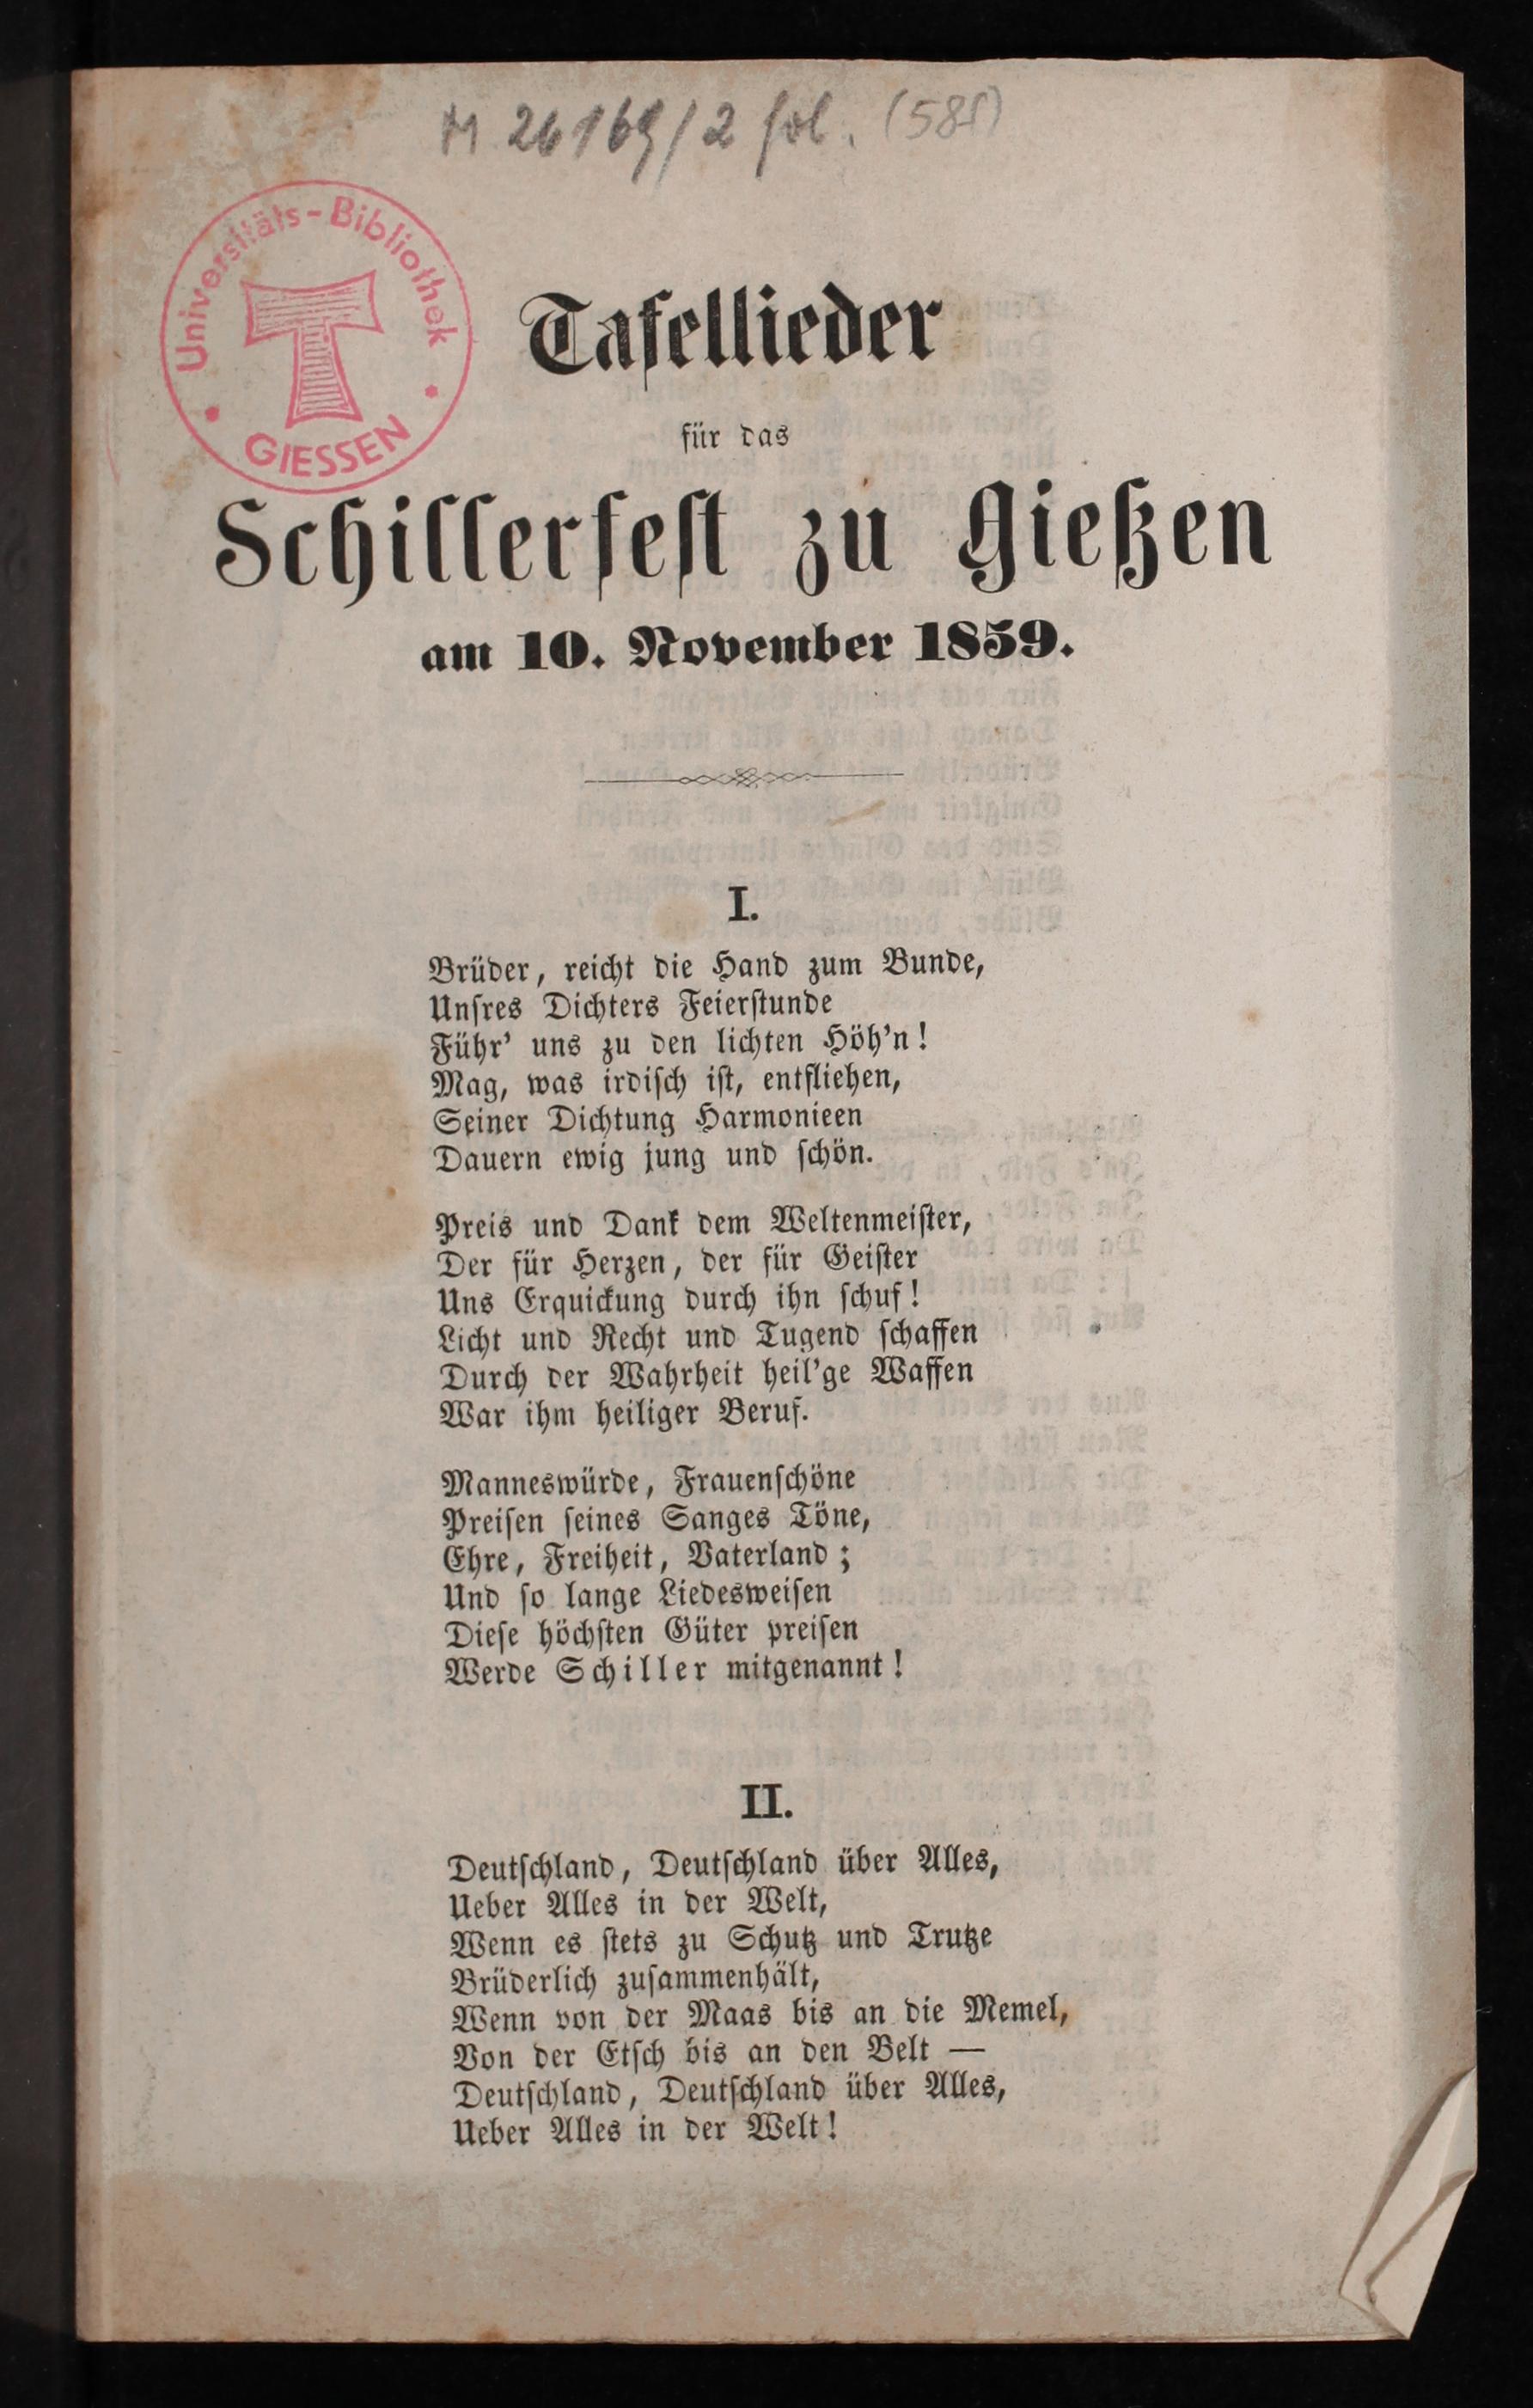 M 26169/2 fol. (58f)
Universitäts-Bibliothek
GIESSEN
Tafellieder
für das
Schillerfest zu Gießen
am 10. November 1859.
I.
Brüder, reicht die Hand zum Bunde,
Unsres Dichters Feierstunde
Führ' uns zu den lichten Höh'n!
Mag, was irdisch ist, entfliehen,
Seiner Dichtung Harmonieen
Dauern ewig jung und schön.
Preis und Dank dem Weltenmeister,
Der für Herzen, der für Geister
Uns Erquickung durch ihn schuf!
Licht und Recht und Tugend schaffen
Durch der Wahrheit heil'ge Waffen
War ihm heiliger Beruf.
Manneswürde, Frauenschöne
Preisen seines Sanges Töne,
Ehre, Freiheit, Vaterland;
Und so lange Liedesweisen
Diese höchsten Güter preisen
Werde Schiller mitgenannt!
II.
Deutschland, Deutschland über Alles,
Ueber Alles in der Welt,
Wenn es stets zu Schutz und Trutze
Brüderlich zusammenhält,
Wenn von der Maas bis an die Memel,
Von der Etsch bis an den Belt —
Deutschland, Deutschland über Alles,
Ueber Alles in der Welt!